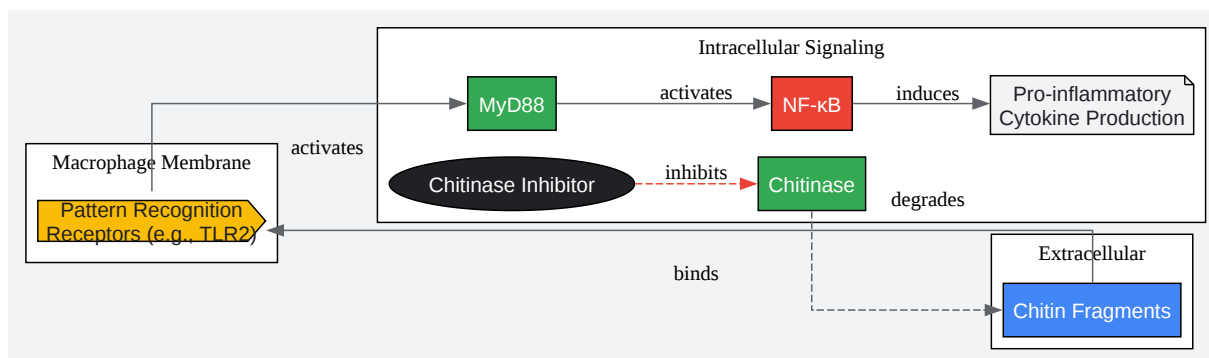 Intracellular Signaling
MyD88
activates
NF-κB
induces
Pro-inflammatory
Cytokine Production
Macrophage Membrane
activates
Chitinase Inhibitor
inhibits
Chitinase
degrades
Pattern Recognition
Receptors (e.g., TLR2)
binds
Extracellular
Chitin Fragments